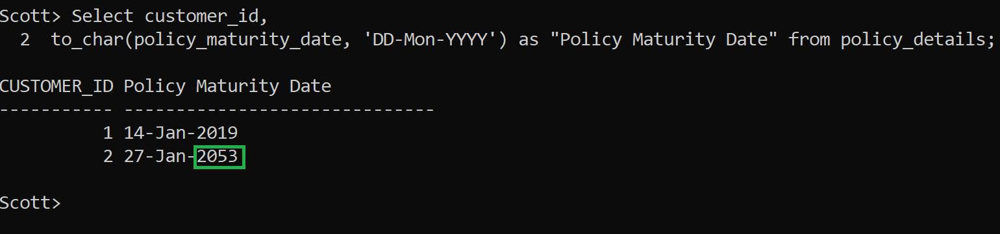 Scott> Select customer_id,
  2  to_char(policy_maturity_date, 'DD-Mon-YYYY') as "Policy Maturity Date" from policy_details;
CUSTOMER_ID Policy Maturity Date
----------- ------------------------------
          1 14-Jan-2019
          2 27-Jan-2053
Scott>